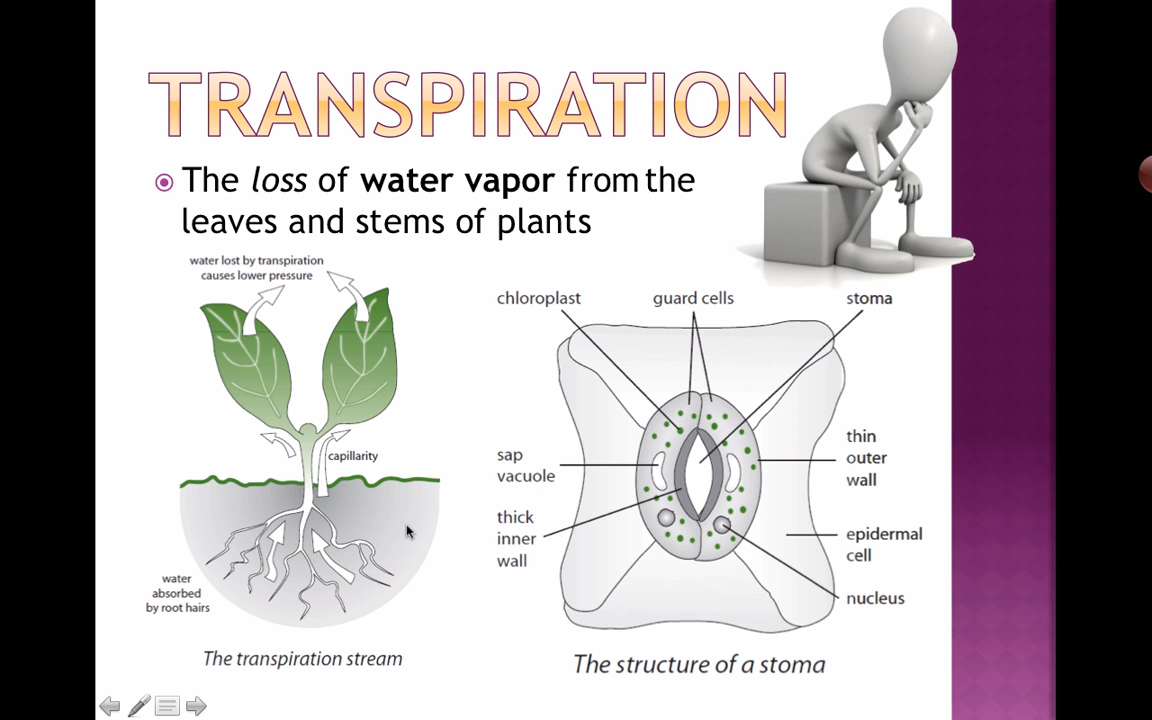 TRANSPIRATION
The loss of water vapor from the
leaves and stems of plants
water lost by transpiration
causes lower pressure
capillarity
water
absorbed
by root hairs
The transpiration stream
chloroplast
guard cells
stoma
sap
vacuole
thick
inner
wall
thin
outer
wall
epidermal
cell
nucleus
The structure of a stoma